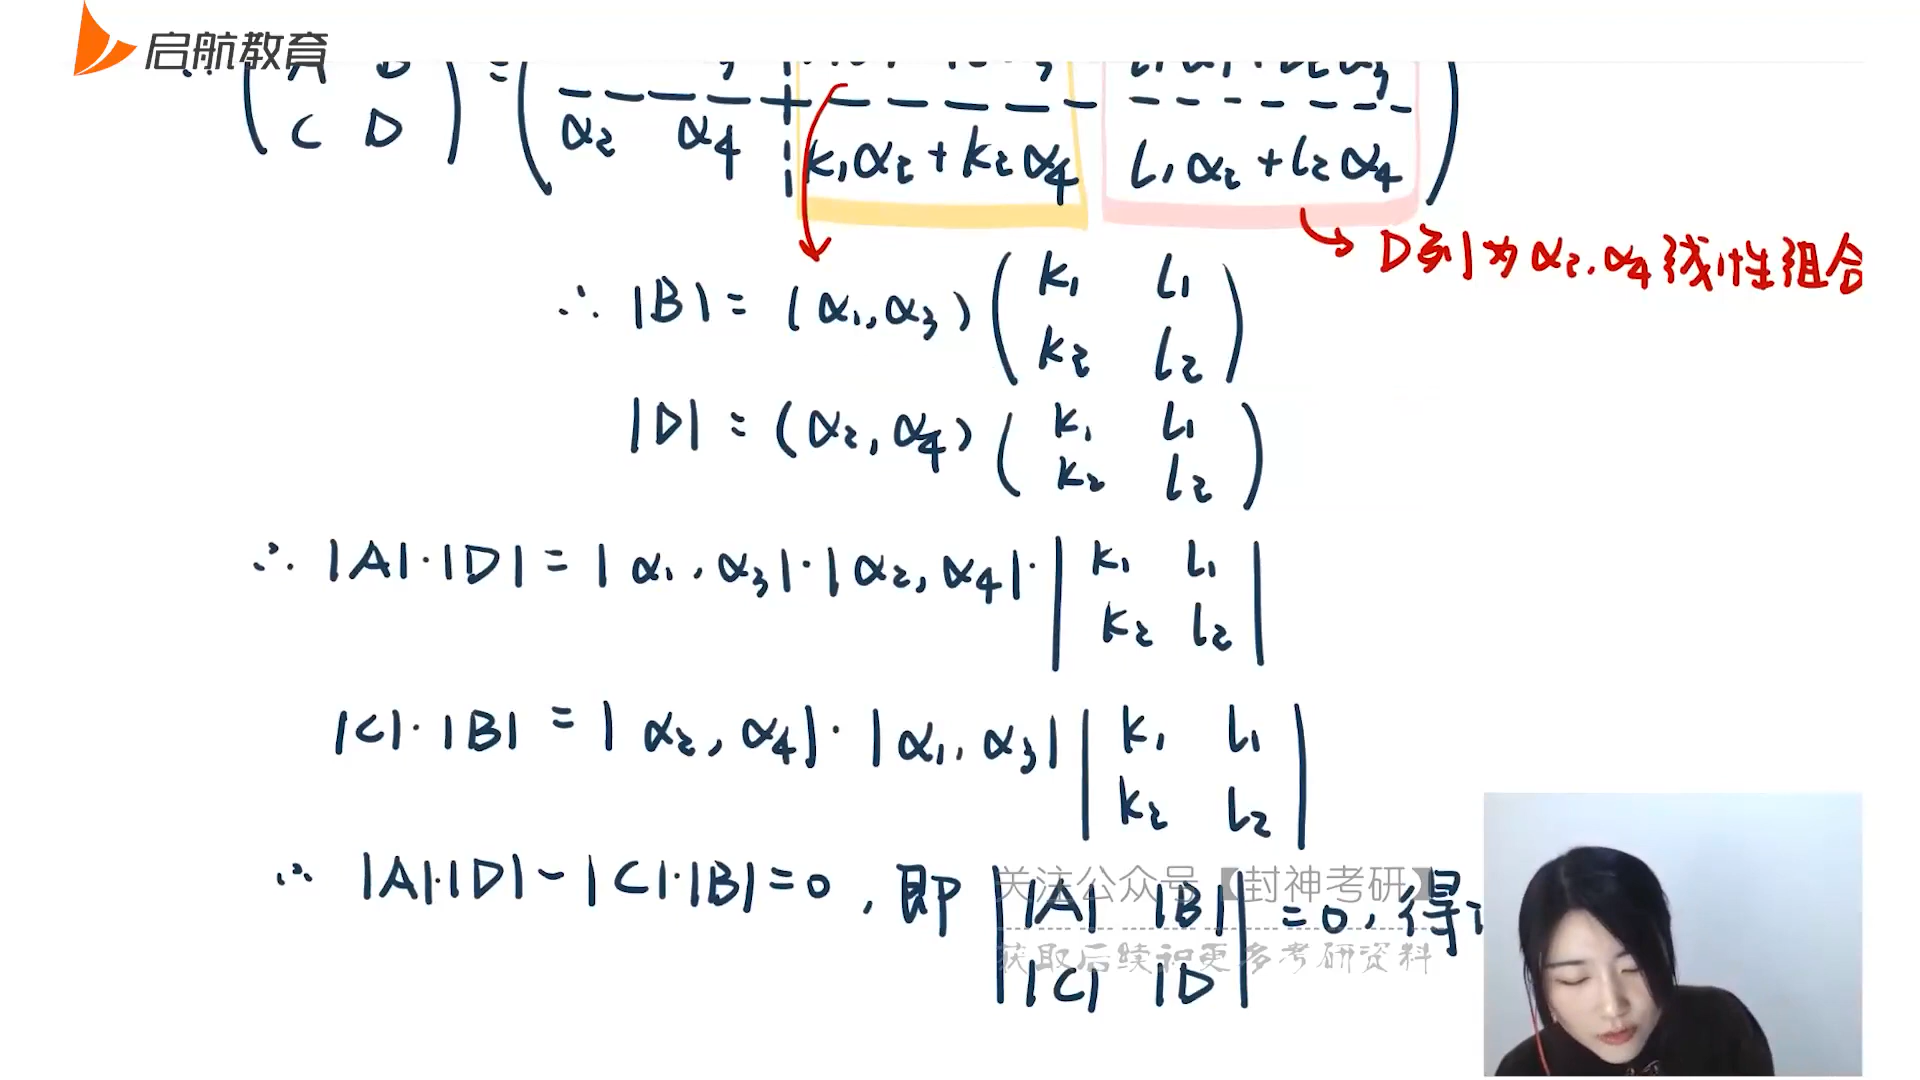 启航教育
C D
α₂ α₄ k₁α₂+k₂α₄ l₁α₂+l₂α₄
D列为α₂,α₄线性组合
∴ |B| = (α₁,α₃) ( k₁ l₁
k₂ l₂ )
|D| = (α₂,α₄) ( k₁ l₁
k₂ l₂ )
∴ |A|·|D| = |α₁,α₃|·|α₂,α₄|· | k₁ l₁
k₂ l₂ |
|C|·|B| = |α₂,α₄|·|α₁,α₃| | k₁ l₁
k₂ l₂ |
∴ |A|·|D|-|C|·|B|=0, 即 | |A| |B| | =0, 得
|C| |D
关注公众号【封神考研】
获取后续和更多考研资料